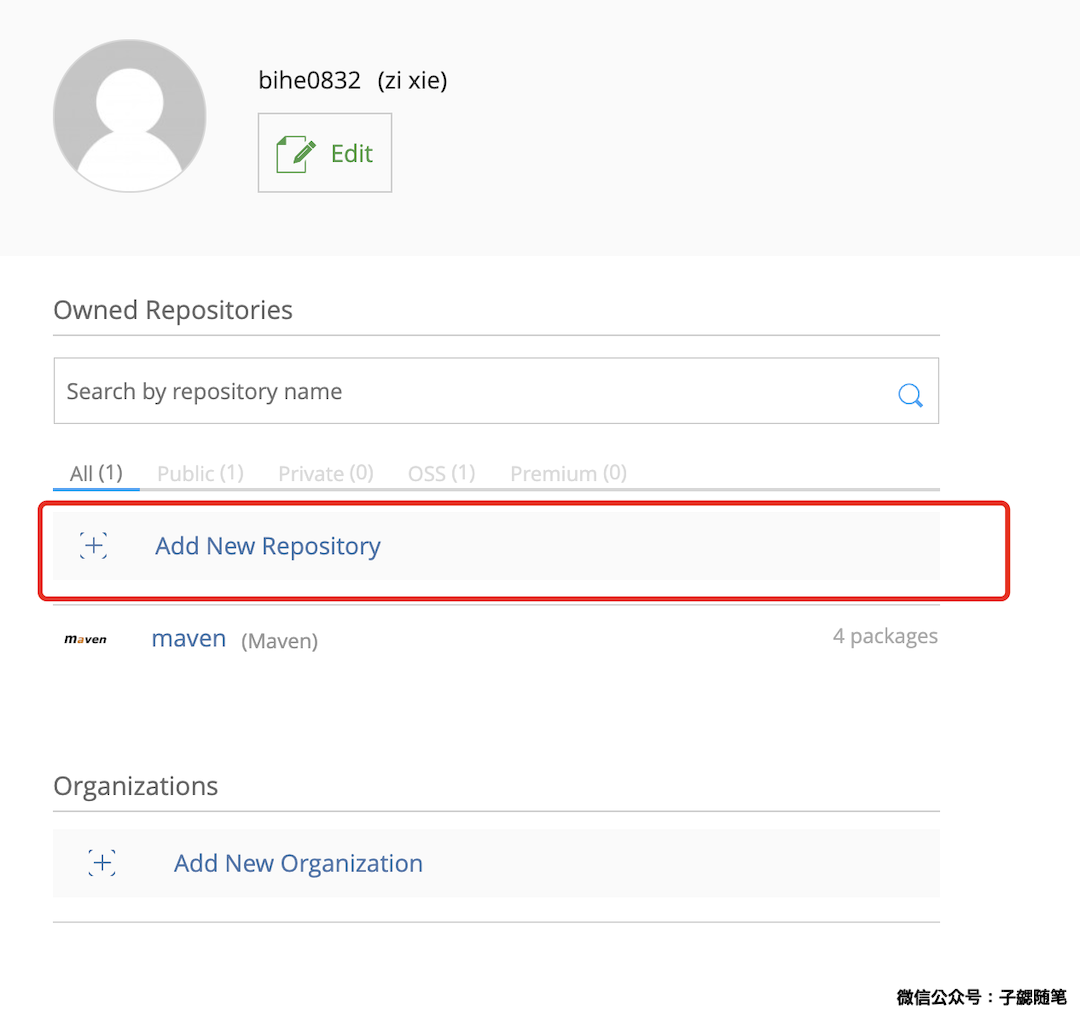 bihe0832 (zi xie)
Edit
Owned Repositories
Search by repository name
All (1) Public (1) Private (0) OSS (1) Premium (0)
Add New Repository
maven maven (Maven) 4 packages
Organizations
Add New Organization
微信公众号：子勰随笔